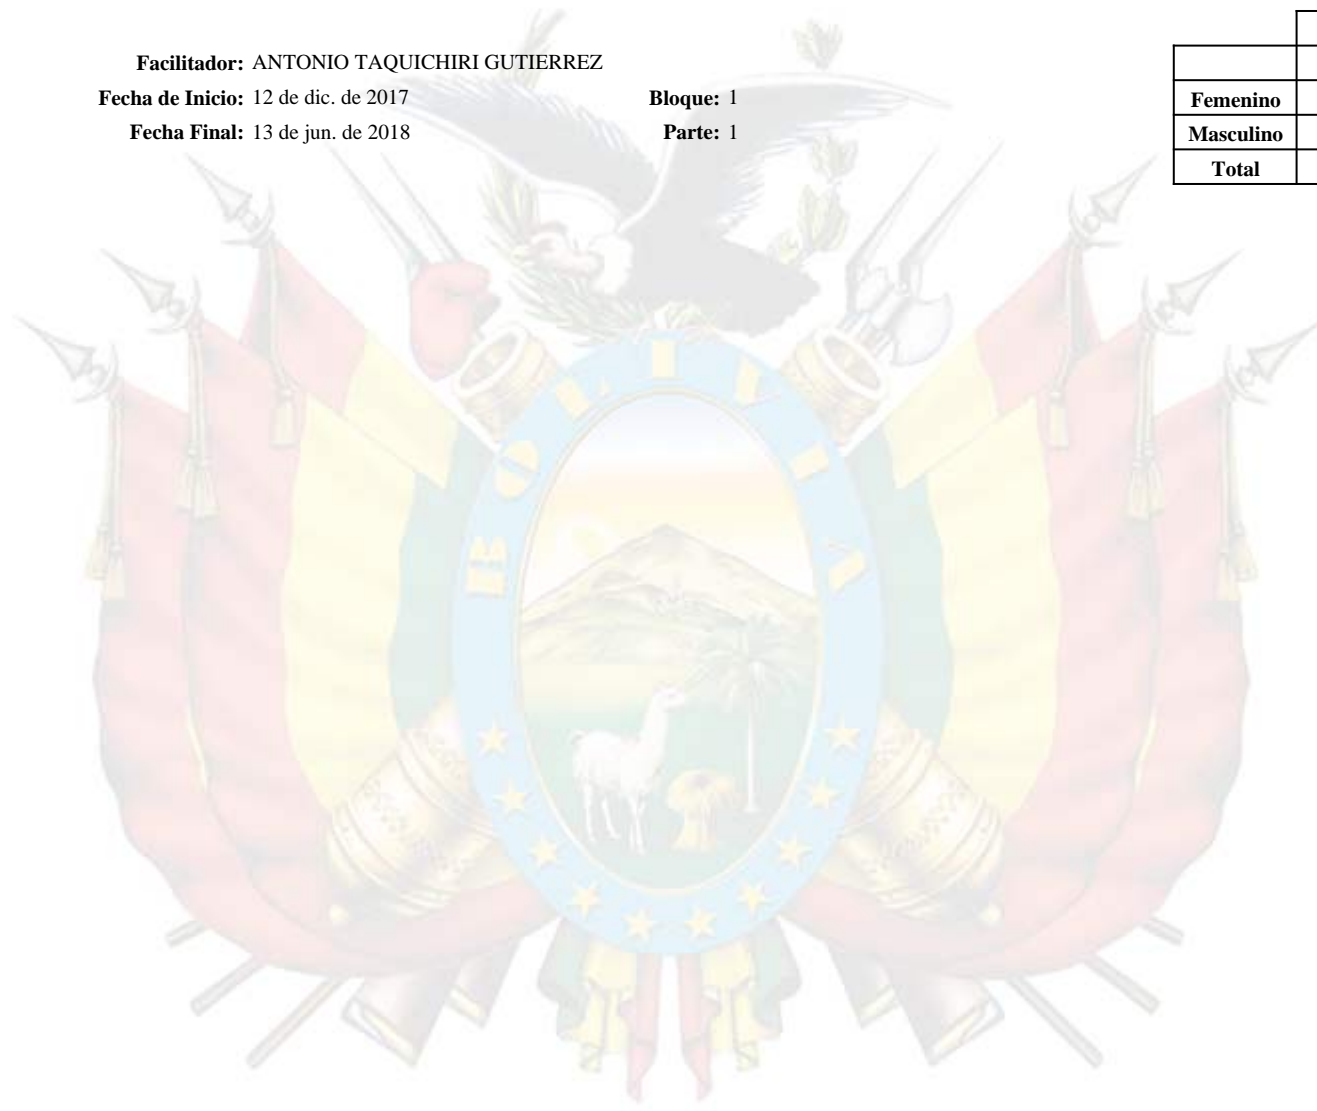 Facilitador: ANTONIO TAQUICHIRI GUTIERREZ
Fecha de Inicio: 12 de dic. de 2017 Bloque: 1
Fecha Final: 13 de jun. de 2018 Parte: 1
Femenino
Masculino
Total
BOLIVIA